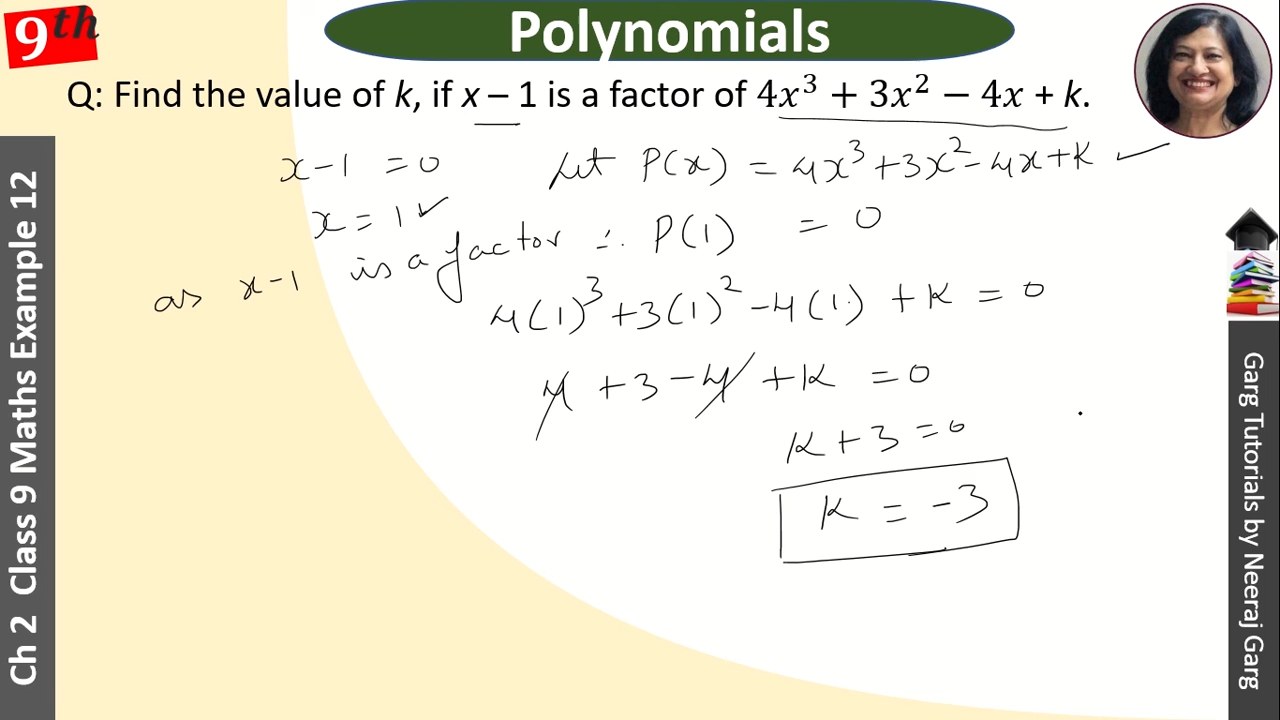 9th
Polynomials
Q: Find the value of k, if x – 1 is a factor of 4x³ + 3x² − 4x + k.
x-1 = 0
Let P(x) = 4x³+3x²-4x+k ✓
x = 1 ✓
as x-1 is a factor ∴ P(1) = 0
4(1)³+3(1)²-4(1) +k = 0
4 +3-4 +k = 0
k+3=0
k = -3
Ch 2 Class 9 Maths Example 12
Garg Tutorials by Neeraj Garg